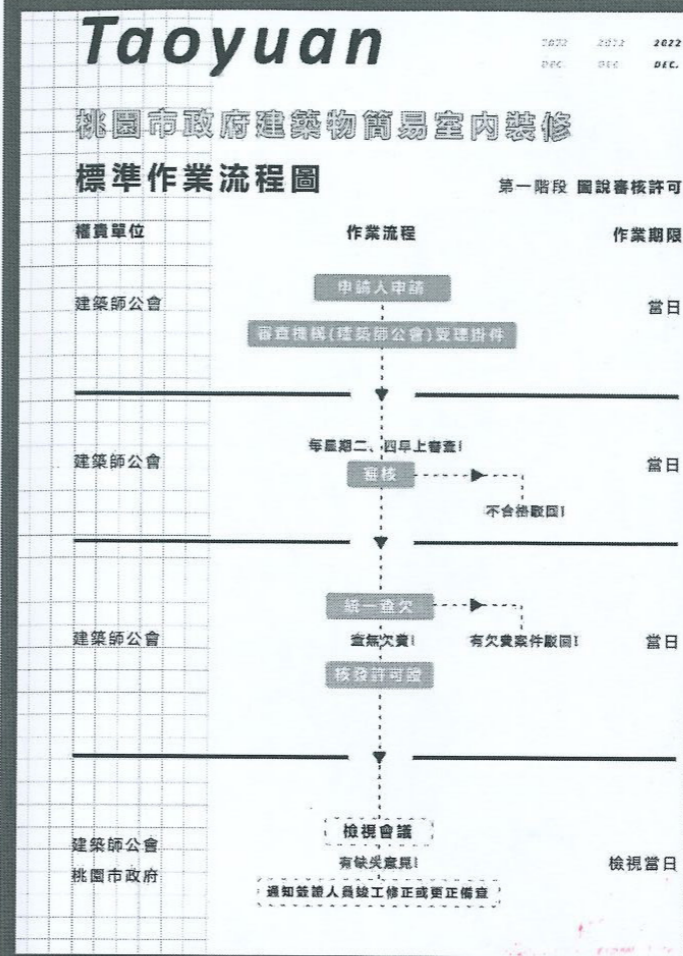 Taoyuan
2022 2022 2022
DEC. DEC DEC.
桃園市政府建築物簡易室內裝修
標準作業流程圖
第一階段 圖說審核許可
權責單位 作業流程 作業期限
申請人申請
建築師公會 當日
審查機構(建築師公會)受理掛件
每星期二、四早上審查!
建築師公會 審核 當日
不合格駁回!
統一查欠
建築師公會 查無欠費! 有欠費案件駁回! 當日
核發許可證
檢視會議
建築師公會
有缺失意見! 檢視當日
桃園市政府
通知簽證人員竣工修正或更正備查